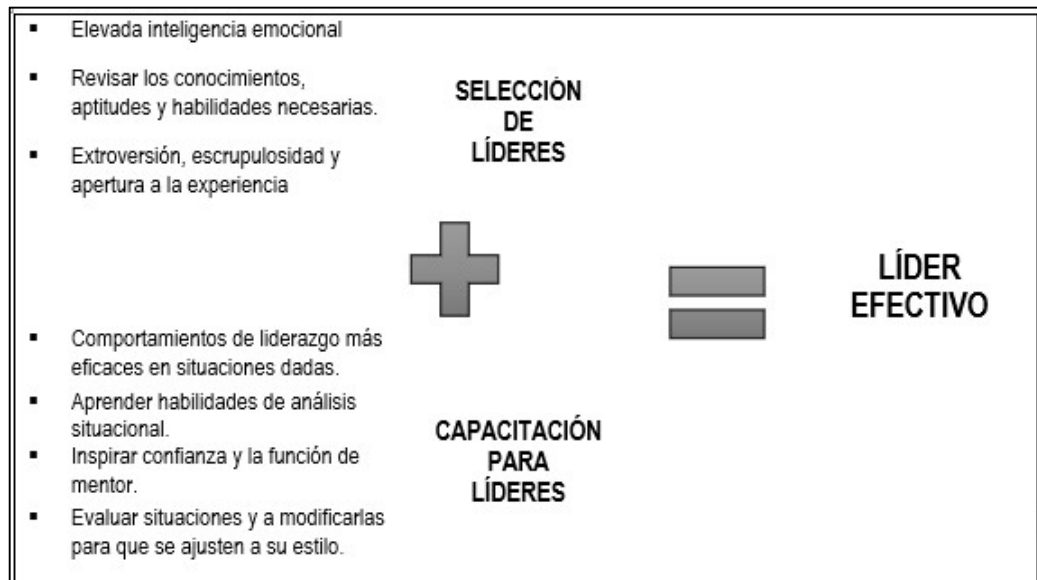 Elevada inteligencia emocional
Revisar los conocimientos,
aptitudes y habilidades necesarias.
Extroversión, escrupulosidad y
apertura a la experiencia
SELECCIÓN
DE
LÍDERES
LÍDER
EFECTIVO
Comportamientos de liderazgo más
eficaces en situaciones dadas.
Aprender habilidades de análisis
situacional.
Inspirar confianza y la función de
mentor.
Evaluar situaciones y a modificarlas
para que se ajusten a su estilo.
CAPACITACIÓN
PARA
LÍDERES